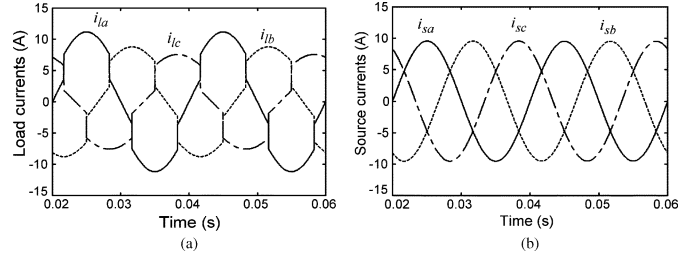 Load currents (A)
15
10
5
0
-5
-10
-15
i_la
i_lc
i_lb
0.02
0.03
0.04
0.05
0.06
Time (s)
(a)
Source currents (A)
15
10
5
0
-5
-10
-15
i_sa
i_sc
i_sb
0.02
0.03
0.04
0.05
0.06
Time (s)
(b)